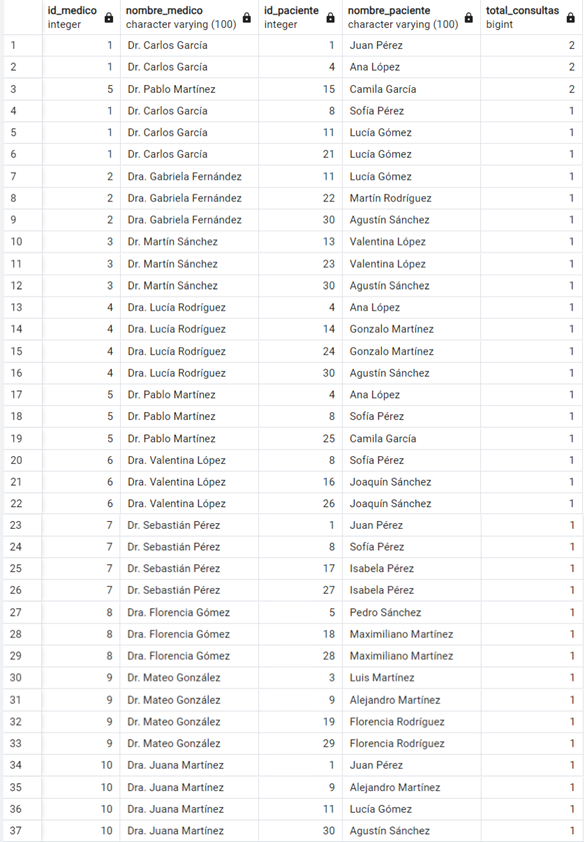 id_medico nombre_medico id_paciente nombre_paciente total_consultas
integer character varying (100) integer character varying (100) bigint
1 1 Dr. Carlos García 1 Juan Pérez 2
2 1 Dr. Carlos García 4 Ana López 2
3 5 Dr. Pablo Martínez 15 Camila García 2
4 1 Dr. Carlos García 8 Sofía Pérez 1
5 1 Dr. Carlos García 11 Lucía Gómez 1
6 1 Dr. Carlos García 21 Lucía Gómez 1
7 2 Dra. Gabriela Fernández 11 Lucía Gómez 1
8 2 Dra. Gabriela Fernández 22 Martín Rodríguez 1
9 2 Dra. Gabriela Fernández 30 Agustín Sánchez 1
10 3 Dr. Martín Sánchez 13 Valentina López 1
11 3 Dr. Martín Sánchez 23 Valentina López 1
12 3 Dr. Martín Sánchez 30 Agustín Sánchez 1
13 4 Dra. Lucía Rodríguez 4 Ana López 1
14 4 Dra. Lucía Rodríguez 14 Gonzalo Martínez 1
15 4 Dra. Lucía Rodríguez 24 Gonzalo Martínez 1
16 4 Dra. Lucía Rodríguez 30 Agustín Sánchez 1
17 5 Dr. Pablo Martínez 4 Ana López 1
18 5 Dr. Pablo Martínez 8 Sofía Pérez 1
19 5 Dr. Pablo Martínez 25 Camila García 1
20 6 Dra. Valentina López 8 Sofía Pérez 1
21 6 Dra. Valentina López 16 Joaquín Sánchez 1
22 6 Dra. Valentina López 26 Joaquín Sánchez 1
23 7 Dr. Sebastián Pérez 1 Juan Pérez 1
24 7 Dr. Sebastián Pérez 8 Sofía Pérez 1
25 7 Dr. Sebastián Pérez 17 Isabela Pérez 1
26 7 Dr. Sebastián Pérez 27 Isabela Pérez 1
27 8 Dra. Florencia Gómez 5 Pedro Sánchez 1
28 8 Dra. Florencia Gómez 18 Maximiliano Martínez 1
29 8 Dra. Florencia Gómez 28 Maximiliano Martínez 1
30 9 Dr. Mateo González 3 Luis Martínez 1
31 9 Dr. Mateo González 9 Alejandro Martínez 1
32 9 Dr. Mateo González 19 Florencia Rodríguez 1
33 9 Dr. Mateo González 29 Florencia Rodríguez 1
34 10 Dra. Juana Martínez 1 Juan Pérez 1
35 10 Dra. Juana Martínez 9 Alejandro Martínez 1
36 10 Dra. Juana Martínez 11 Lucía Gómez 1
37 10 Dra. Juana Martínez 30 Agustín Sánchez 1